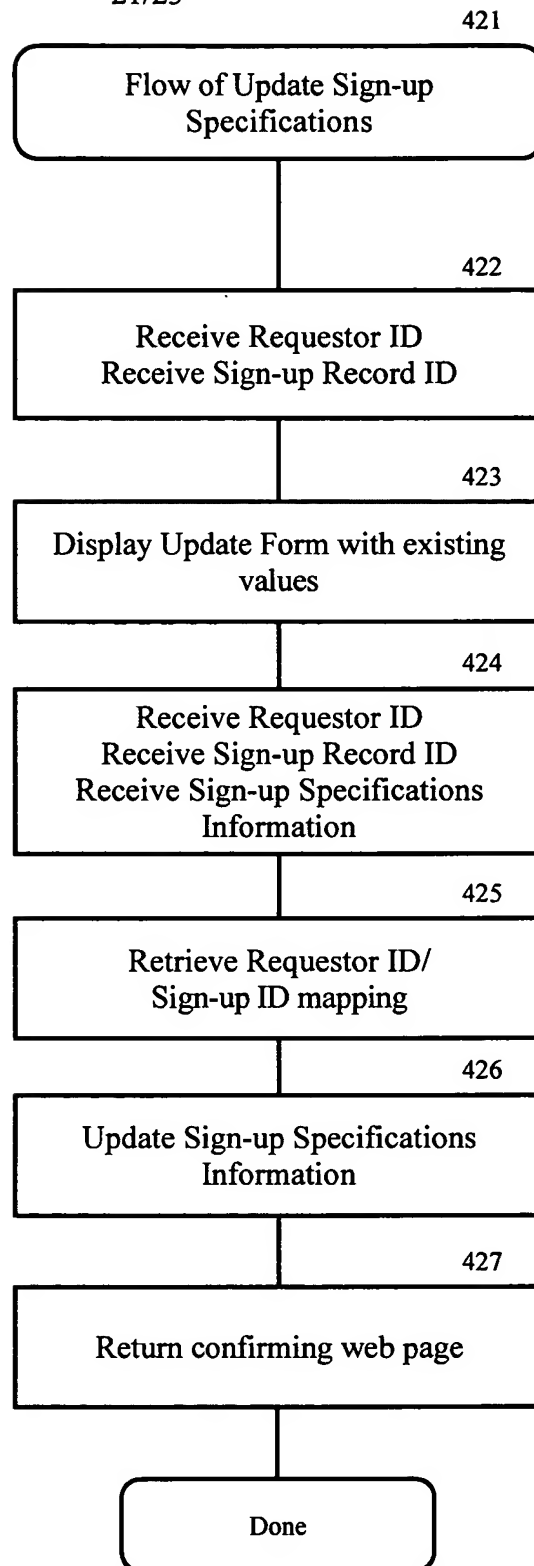 21/23
421
Flow of Update Sign-up
Specifications
422
Receive Requestor ID
Receive Sign-up Record ID
423
Display Update Form with existing
values
424
Receive Requestor ID
Receive Sign-up Record ID
Receive Sign-up Specifications
Information
425
Retrieve Requestor ID/
Sign-up ID mapping
426
Update Sign-up Specifications
Information
427
Return confirming web page
Done